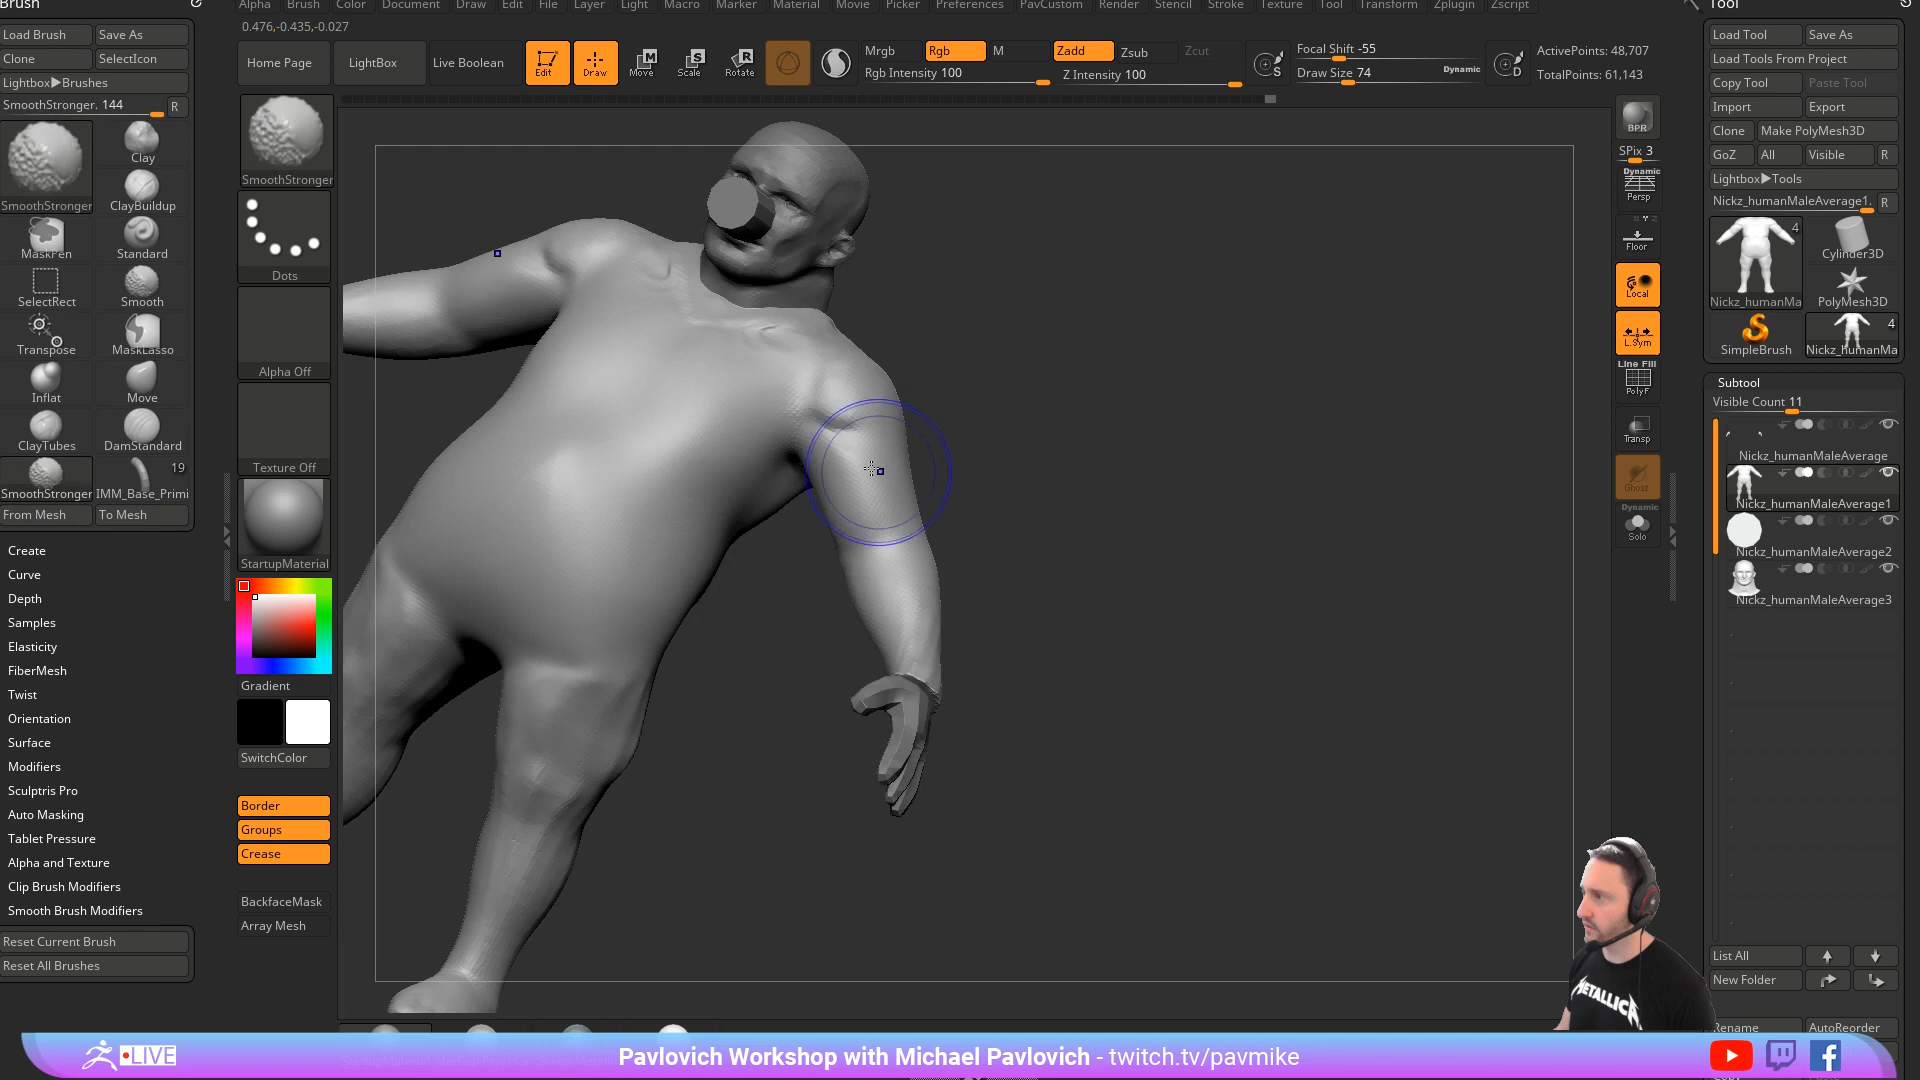 Brush
Alpha
Brush
Color
Document
Draw
Edit
File
Layer
Light
Macro
Marker
Material
Movie
Picker
Preferences
PavCustom
Render
Stencil
Stroke
Texture
Tool
Transform
Zplugin
Zscript
Tool
0.476,-0.435,-0.027
Load Brush
Save As
Clone
SelectIcon
Lightbox▶Brushes
SmoothStronger. 144
R
SmoothStronger
Clay
ClayBuildup
MaskPen
Standard
SelectRect
Smooth
Transpose
MaskLasso
Inflat
Move
ClayTubes
DamStandard
19
SmoothStronger
IMM_Base_Primi
From Mesh
To Mesh
Create
Curve
Depth
Samples
Elasticity
FiberMesh
Twist
Orientation
Surface
Modifiers
Sculptris Pro
Auto Masking
Tablet Pressure
Alpha and Texture
Clip Brush Modifiers
Smooth Brush Modifiers
Reset Current Brush
Reset All Brushes
Home Page
LightBox
Live Boolean
Edit
Draw
M
Move
S
Scale
R
Rotate
Mrgb
Rgb
M
Rgb Intensity 100
Zadd
Zsub
Zcut
Z Intensity 100
S
Focal Shift -55
Draw Size 74
Dynamic
D
ActivePoints: 48,707
TotalPoints: 61,143
SmoothStronger
Dots
Alpha Off
Texture Off
StartupMaterial
Gradient
SwitchColor
Border
Groups
Crease
BackfaceMask
Array Mesh
BPR
SPix 3
Dynamic
Persp
Floor
Local
L.Sym
Line Fill
PolyF
Transp
Ghost
Dynamic
Solo
Load Tool
Save As
Load Tools From Project
Copy Tool
Paste Tool
Import
Export
Clone
Make PolyMesh3D
GoZ
All
Visible
R
Lightbox▶Tools
Nickz_humanMaleAverage1.
R
4
Nickz_humanMa
Cylinder3D
PolyMesh3D
SimpleBrush
4
Nickz_humanMa
Subtool
Visible Count 11
Nickz_humanMaleAverage
Nickz_humanMaleAverage1
Nickz_humanMaleAverage2
Nickz_humanMaleAverage3
List All
New Folder
Rename
AutoReorder
METALLICA
LIVE
Pavlovich Workshop with Michael Pavlovich - twitch.tv/pavmike